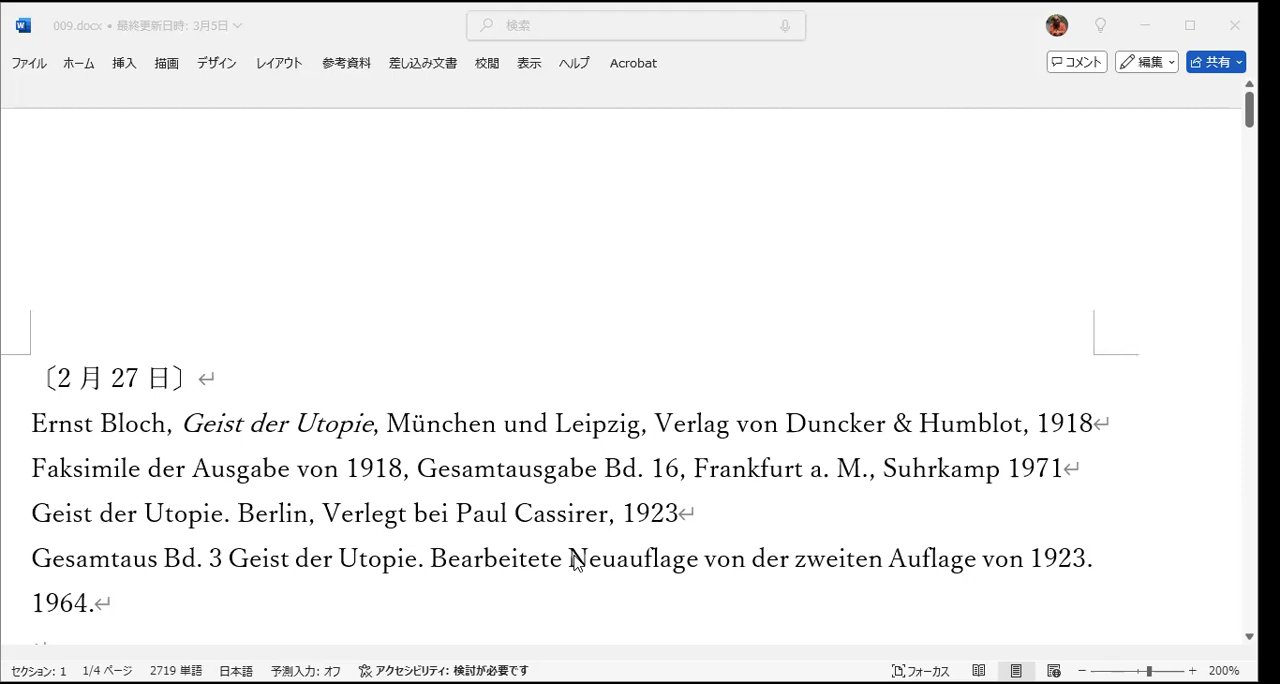 009.docx • 最終更新日時: 3月5日
検索
ファイル ホーム 挿入 描画 デザイン レイアウト 参考資料 差し込み文書 校閲 表示 ヘルプ Acrobat
コメント 編集 共有
〔2 月 27 日〕↵
Ernst Bloch, Geist der Utopie, München und Leipzig, Verlag von Duncker & Humblot, 1918↵
Faksimile der Ausgabe von 1918, Gesamtausgabe Bd. 16, Frankfurt a. M., Suhrkamp 1971↵
Geist der Utopie. Berlin, Verlegt bei Paul Cassirer, 1923↵
Gesamtaus Bd. 3 Geist der Utopie. Bearbeitete Neuauflage von der zweiten Auflage von 1923.
1964.↵
セクション: 1 1/4 ページ 2719 単語 日本語 予測入力: オフ アクセシビリティ: 検討が必要です フォーカス 200%